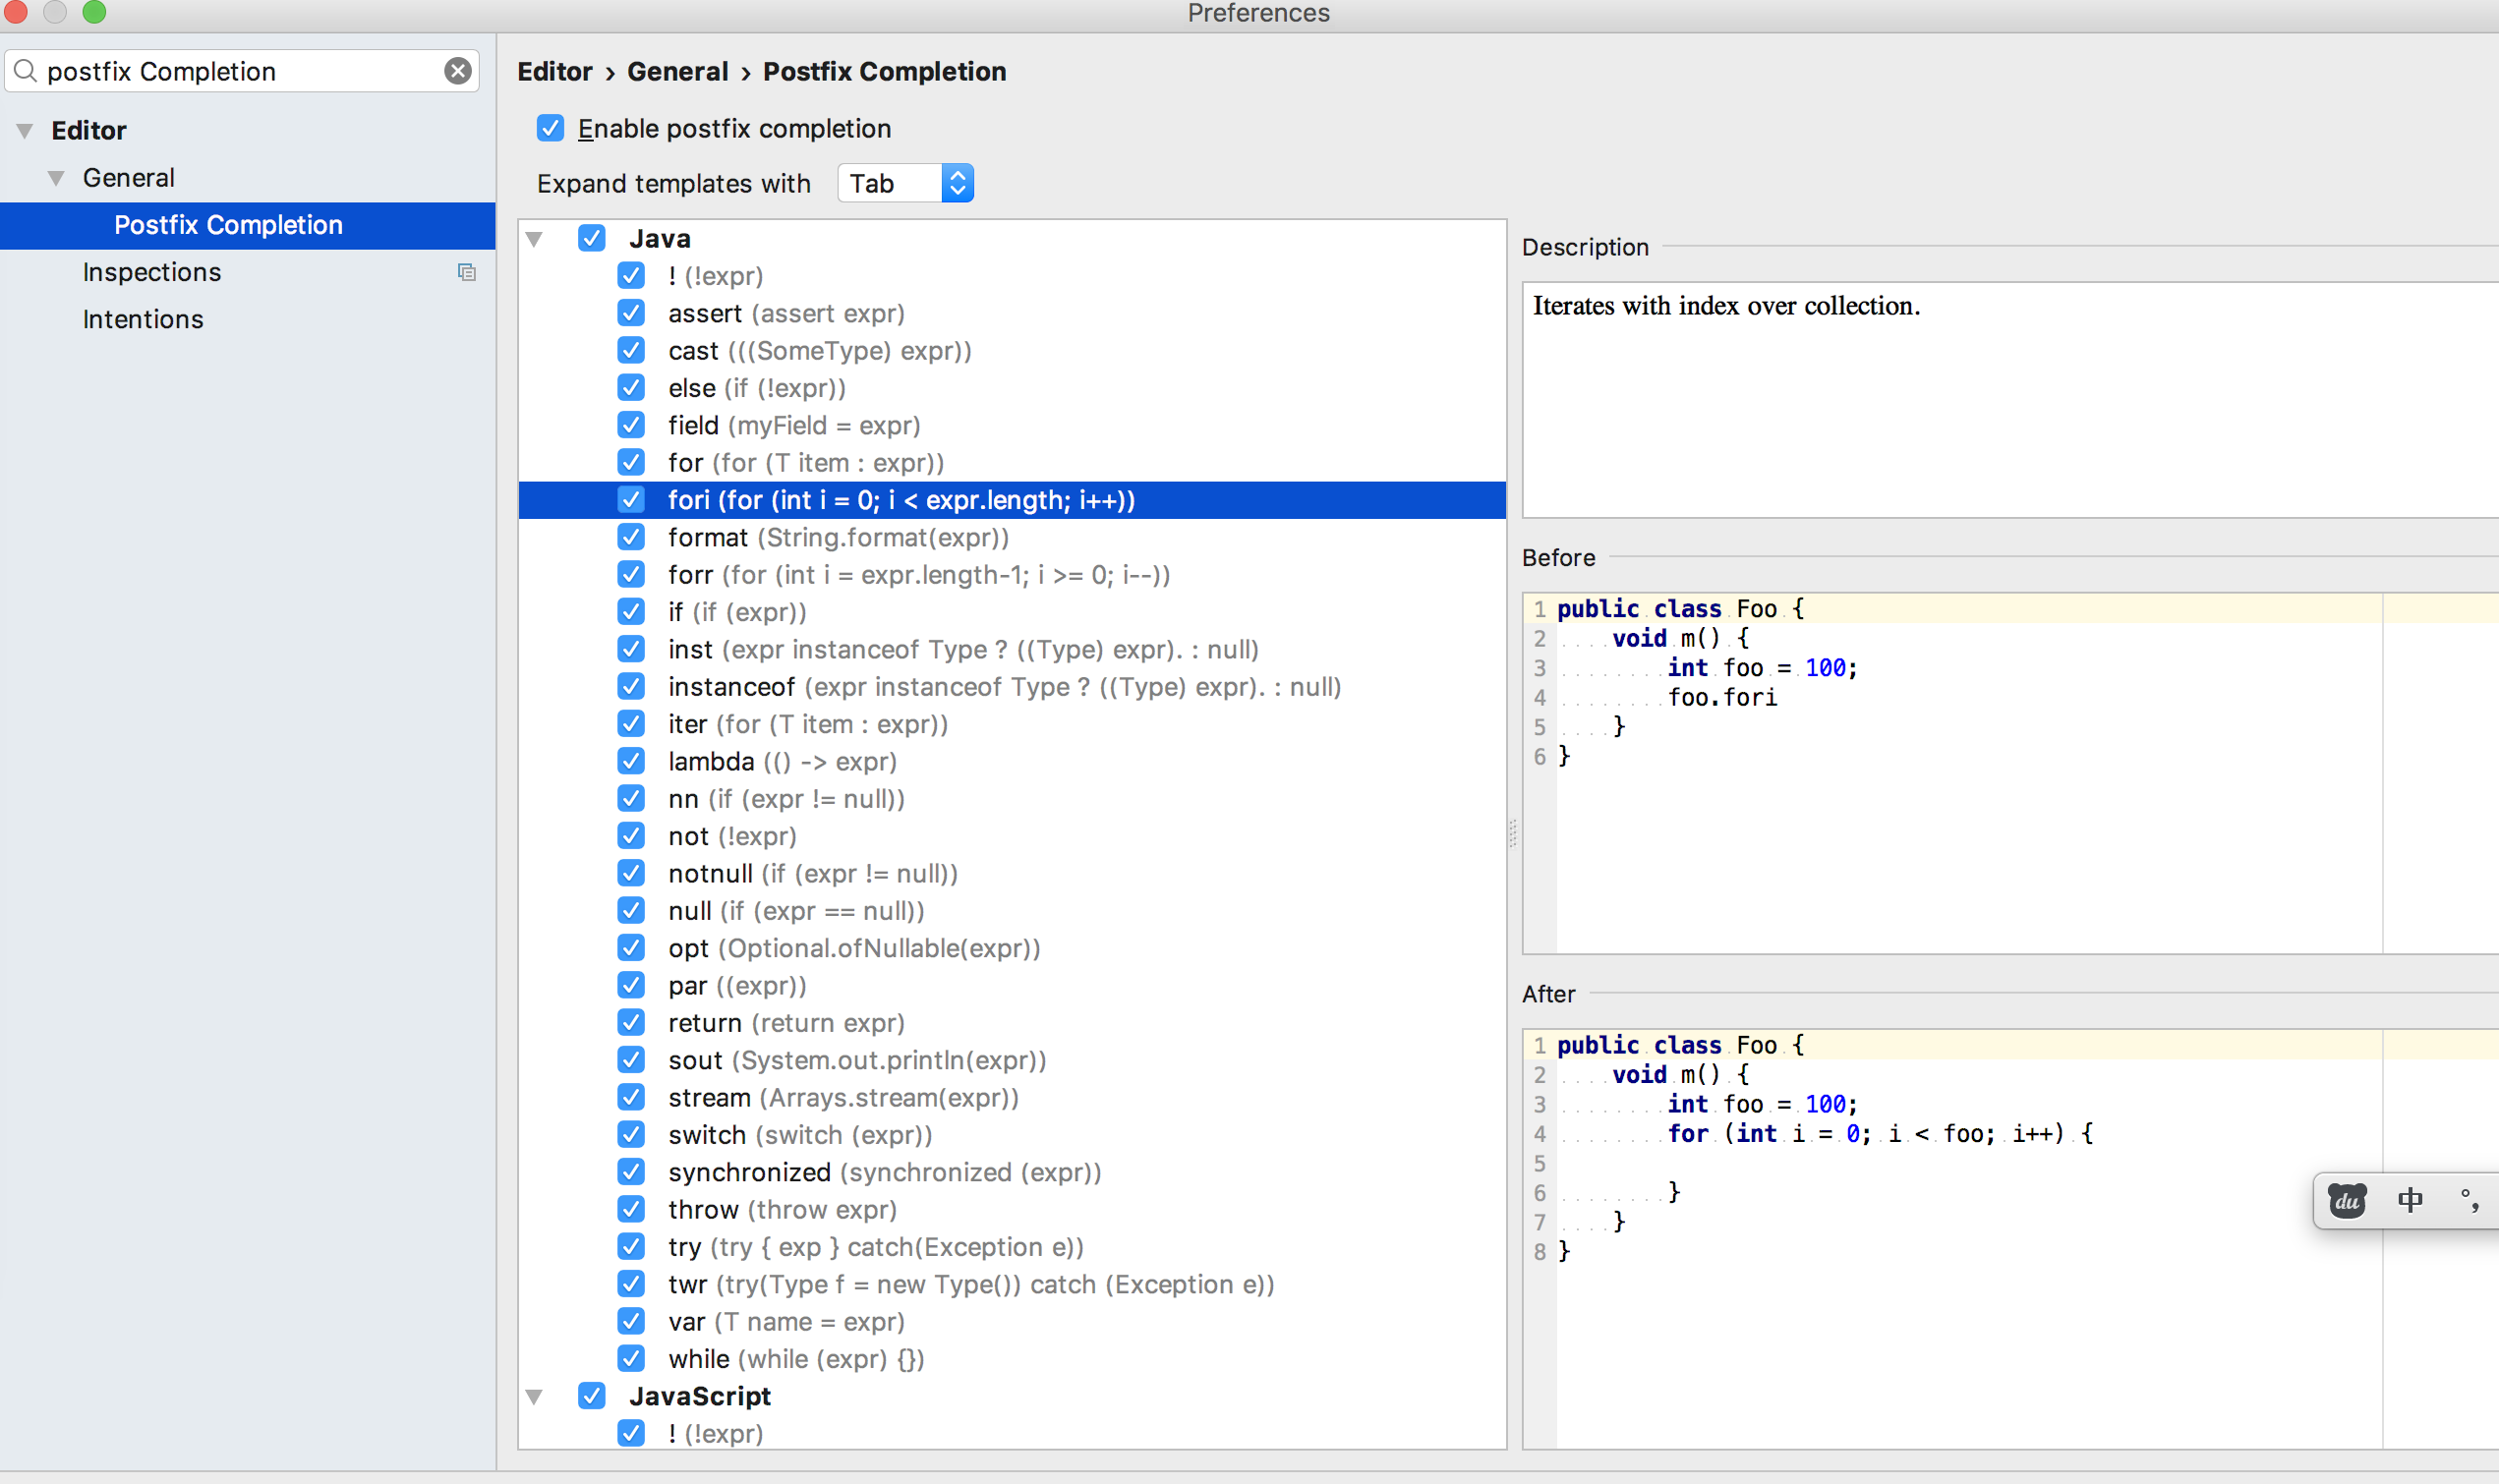 Preferences
postfix Completion
Editor
General
Postfix Completion
Inspections
Intentions
Editor › General › Postfix Completion
Enable postfix completion
Expand templates with Tab
Java
! (!expr)
assert (assert expr)
cast (((SomeType) expr))
else (if (!expr))
field (myField = expr)
for (for (T item : expr))
fori (for (int i = 0; i < expr.length; i++))
format (String.format(expr))
forr (for (int i = expr.length-1; i >= 0; i--))
if (if (expr))
inst (expr instanceof Type ? ((Type) expr). : null)
instanceof (expr instanceof Type ? ((Type) expr). : null)
iter (for (T item : expr))
lambda (() -> expr)
nn (if (expr != null))
not (!expr)
notnull (if (expr != null))
null (if (expr == null))
opt (Optional.ofNullable(expr))
par ((expr))
return (return expr)
sout (System.out.println(expr))
stream (Arrays.stream(expr))
switch (switch (expr))
synchronized (synchronized (expr))
throw (throw expr)
try (try { exp } catch(Exception e))
twr (try(Type f = new Type()) catch (Exception e))
var (T name = expr)
while (while (expr) {})
JavaScript
! (!expr)
Description
Iterates with index over collection.
Before
1 public class Foo {
2 void m() {
3 int foo = 100;
4 foo.fori
5 }
6 }
After
1 public class Foo {
2 void m() {
3 int foo = 100;
4 for (int i = 0; i < foo; i++) {
5
6 }
7 }
8 }
du 中 °,